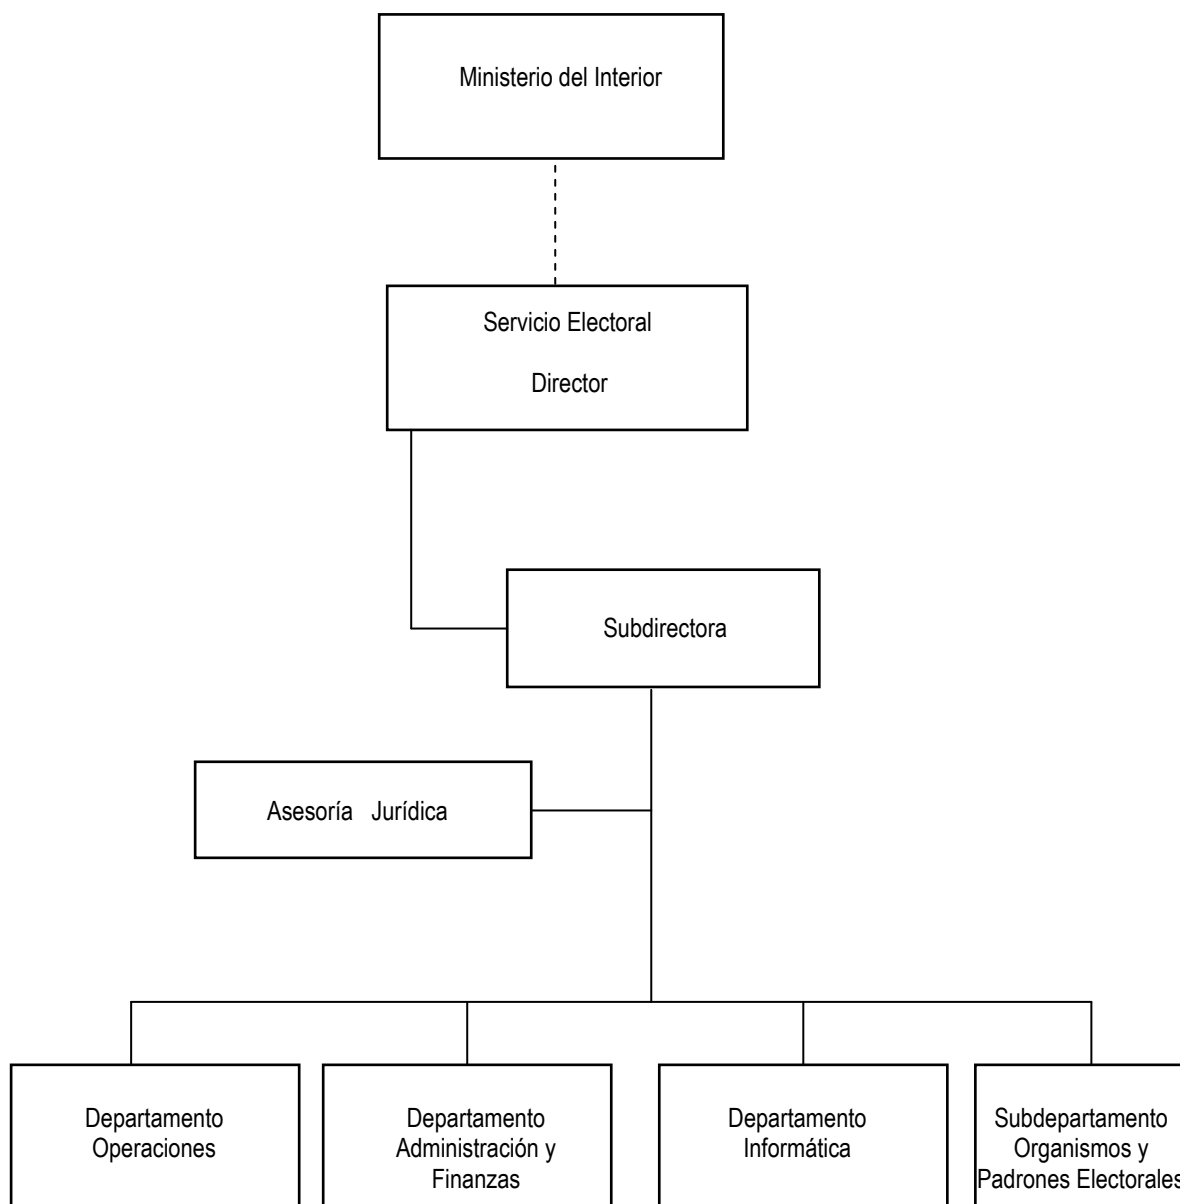 Ministerio del Interior
Servicio Electoral
Director
Subdirectora
Asesoría Jurídica
Departamento
Operaciones
Departamento
Administración y
Finanzas
Departamento
Informática
Subdepartamento
Organismos y
Padrones Electorales